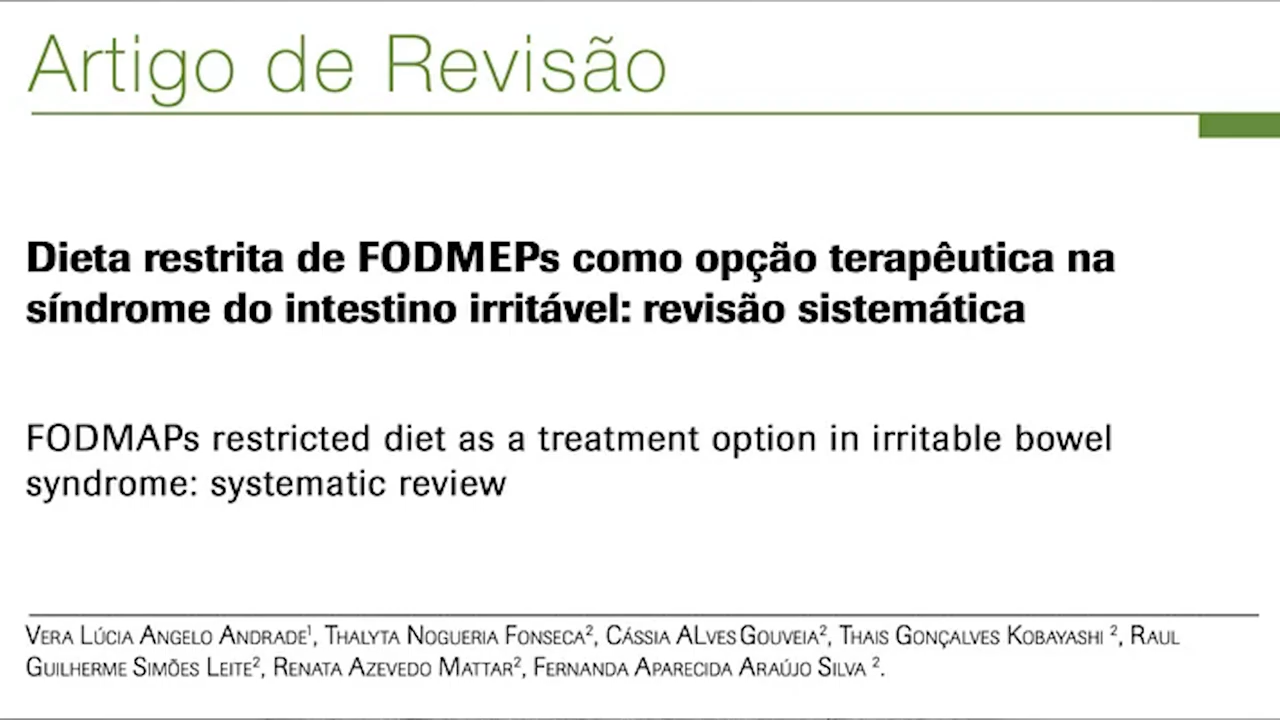 Artigo de Revisão
Dieta restrita de FODMEPs como opção terapêutica na
síndrome do intestino irritável: revisão sistemática
FODMAPs restricted diet as a treatment option in irritable bowel
syndrome: systematic review
Vera Lúcia Angelo Andrade¹, Thalyta Nogueria Fonseca², Cássia ALves Gouveia², Thais Gonçalves Kobayashi ², Raul
Guilherme Simões Leite², Renata Azevedo Mattar², Fernanda Aparecida Araújo Silva ².